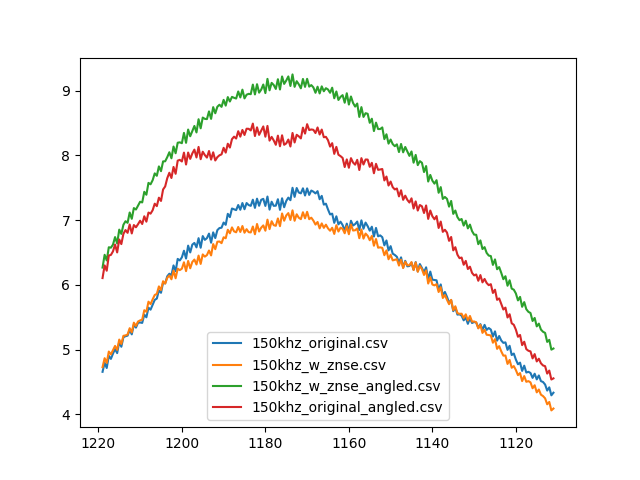 9
8
7
6
5
4
1220 1200 1180 1160 1140 1120
150khz_original.csv
150khz_w_znse.csv
150khz_w_znse_angled.csv
150khz_original_angled.csv